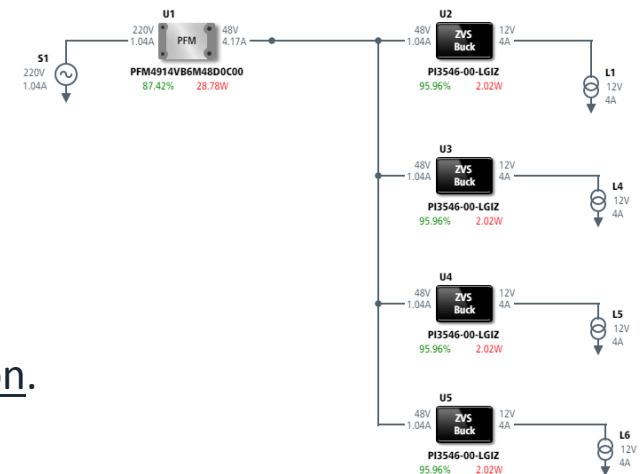 U1
220V
1.04A
PFM
48V
4.17A
PFM4914VB6M48D0C00
87.42% 28.78W
S1
220V
1.04A
U2
48V
1.04A
ZVS
Buck
12V
4A
PI3546-00-LGIZ
95.96% 2.02W
L1
12V
4A
U3
48V
1.04A
ZVS
Buck
12V
4A
PI3546-00-LGIZ
95.96% 2.02W
L4
12V
4A
U4
48V
1.04A
ZVS
Buck
12V
4A
PI3546-00-LGIZ
95.96% 2.02W
L5
12V
4A
U5
48V
1.04A
ZVS
Buck
12V
4A
PI3546-00-LGIZ
95.96% 2.02W
L6
12V
4A
on.